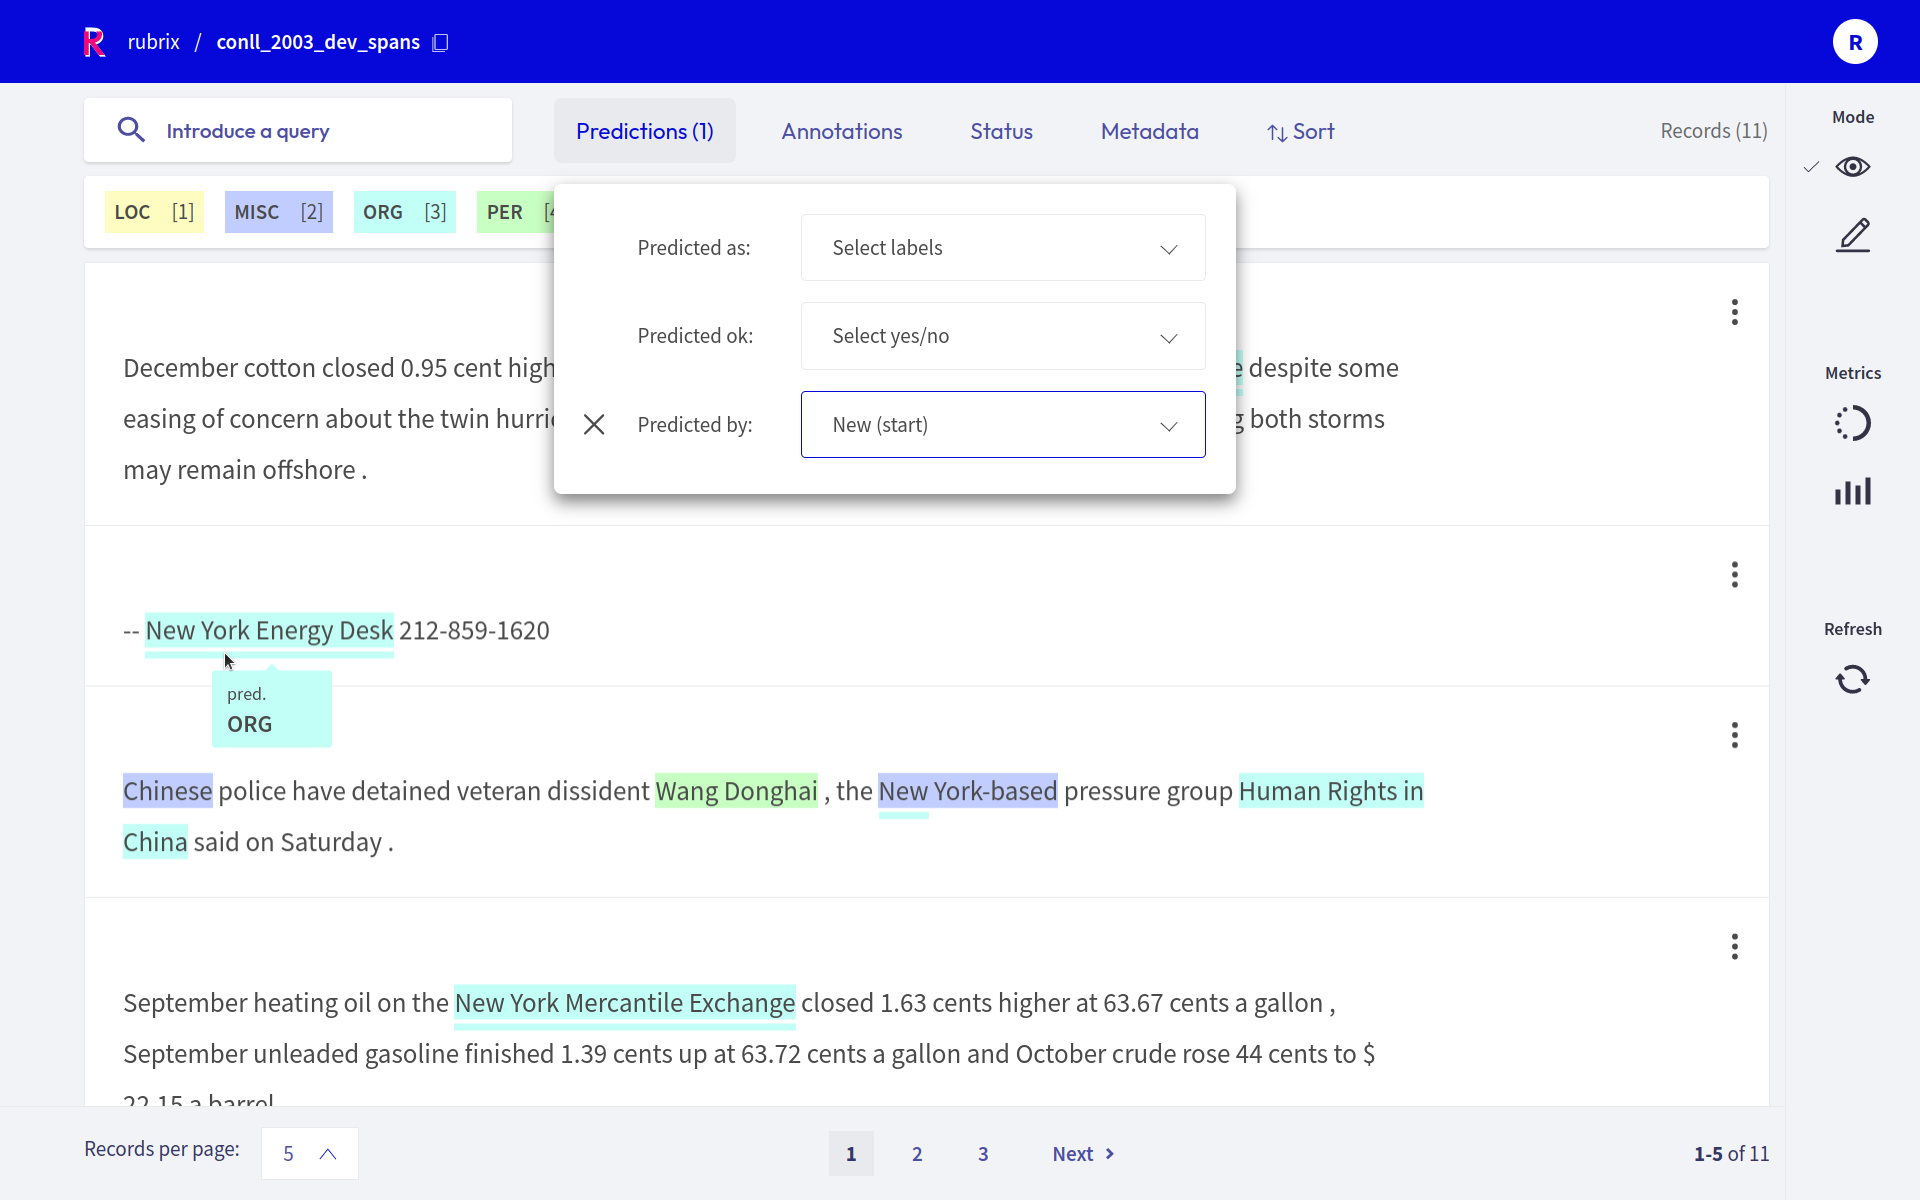 R rubrix / conll_2003_dev_spans R
Introduce a query
Predictions (1) Annotations Status Metadata Sort Records (11)
Mode
LOC [1] MISC [2] ORG [3] PER
Predicted as: Select labels
Predicted ok: Select yes/no
Predicted by: New (start)
December cotton closed 0.95 cent high despite some
easing of concern about the twin hurri both storms
may remain offshore .
Metrics
-- New York Energy Desk 212-859-1620
pred.
ORG
Refresh
Chinese police have detained veteran dissident Wang Donghai , the New York-based pressure group Human Rights in
China said on Saturday .
September heating oil on the New York Mercantile Exchange closed 1.63 cents higher at 63.67 cents a gallon ,
September unleaded gasoline finished 1.39 cents up at 63.72 cents a gallon and October crude rose 44 cents to $
22.15 a barrel
Records per page: 5 1 2 3 Next 1-5 of 11